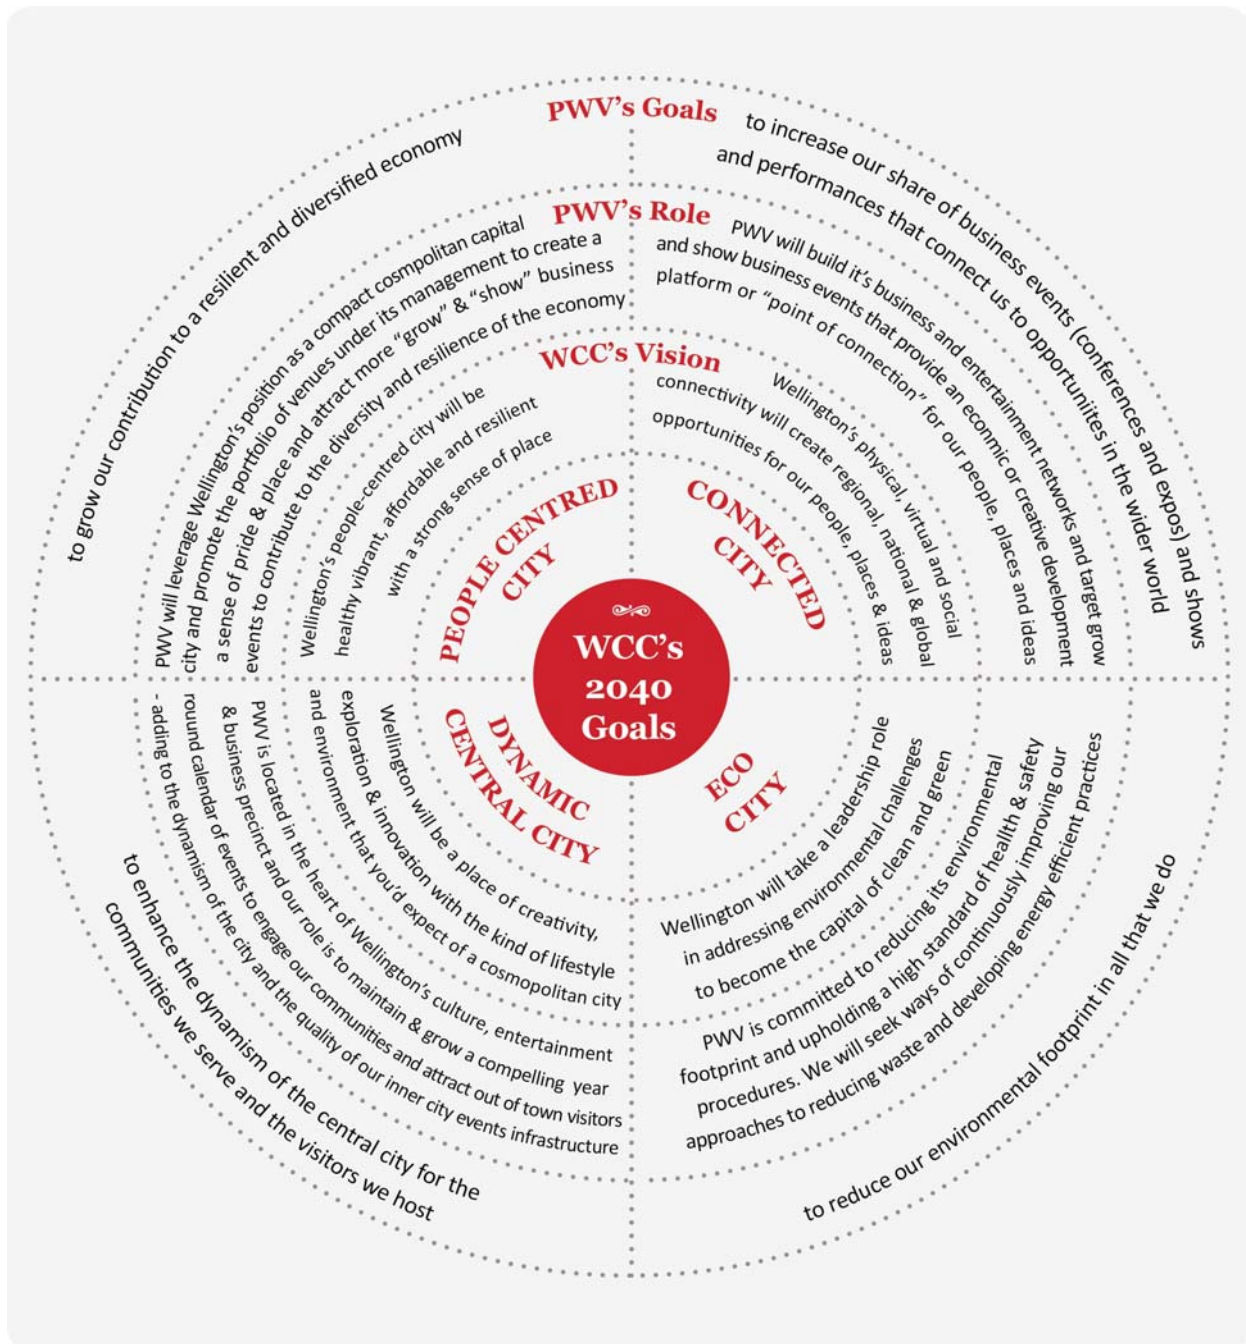 PWV's Goals
to grow our contribution to a resilient and diversified economy
to increase our share of business events (conferences and expos) and shows
and performances that connect us to opportuniites in the wider world
PWV's Role
PWV will leverage Wellington's position as a compact cosmpolitan capital
city and promote the portfolio of venues under its management to create a
a sense of pride & place and attract more "grow" & "show" business
events to contribute to the diversity and resilience of the economy
PWV will build it's business and entertainment networks and target grow
and show business events that provide an econmic or creative development
platform or "point of connection" for our people, places and ideas
WCC's Vision
Wellington's people-centred city will be
healthy vibrant, affordable and resilient
with a strong sense of place
Wellington's physical, virtual and social
connectivity will create regional, national & global
opportunities for our people, places & ideas
PEOPLE CENTRED
CITY
CONNECTED
CITY
WCC's
2040
Goals
DYNAMIC
CENTRAL CITY
ECO
CITY
Wellington will be a place of creativity,
exploration & innovation with the kind of lifestyle
and environment that you'd expect of a cosmopolitan city
Wellington will take a leadership role
in addressing environmental challenges
to become the capital of clean and green
PWV is located in the heart of Wellington's culture, entertainment
& business precinct and our role is to maintain & grow a compelling year
round calendar of events to engage our communities and attract out of town visitors
- adding to the dynamism of the city and the quality of our inner city events infrastructure
PWV is committed to reducing its environmental
footprint and upholding a high standard of health & safety
procedures. We will seek ways of continuously improving our
approaches to reducing waste and developing energy efficient practices
to enhance the dynamism of the central city for the
communities we serve and the visitors we host
to reduce our environmental footprint in all that we do